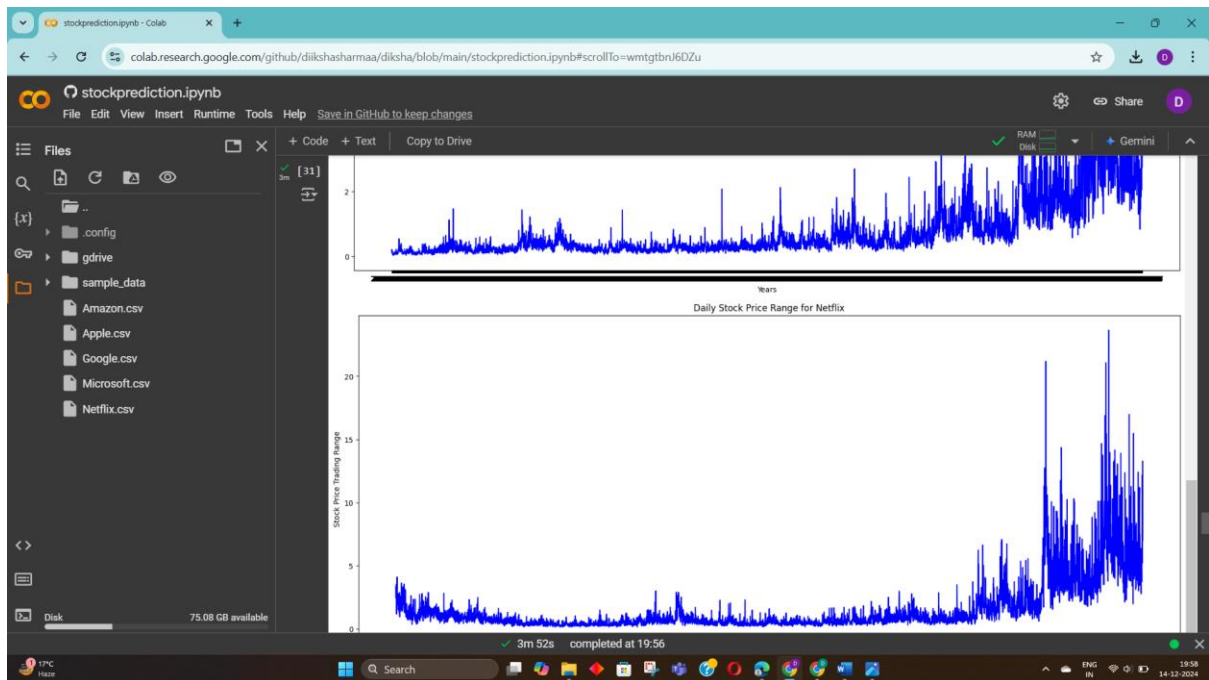 stockprediction.ipynb - Colab
colab.research.google.com/github/diikshasharmaa/diksha/blob/main/stockprediction.ipynb#scrollTo=wmtgtbnJ6DZu
D
CO
stockprediction.ipynb
File Edit View Insert Runtime Tools Help Save in GitHub to keep changes
Share
D
Files
+ Code + Text Copy to Drive
RAM
Disk
Gemini
[31]
3m
{x}
..
.config
gdrive
sample_data
Amazon.csv
Apple.csv
Google.csv
Microsoft.csv
Netflix.csv
2
0
Years
Daily Stock Price Range for Netflix
Stock Price Trading Range
20
15
10
5
0
Disk 75.08 GB available
3m 52s completed at 19:56
1
17°C
Haze
Search
ENG
IN
19:58
14-12-2024